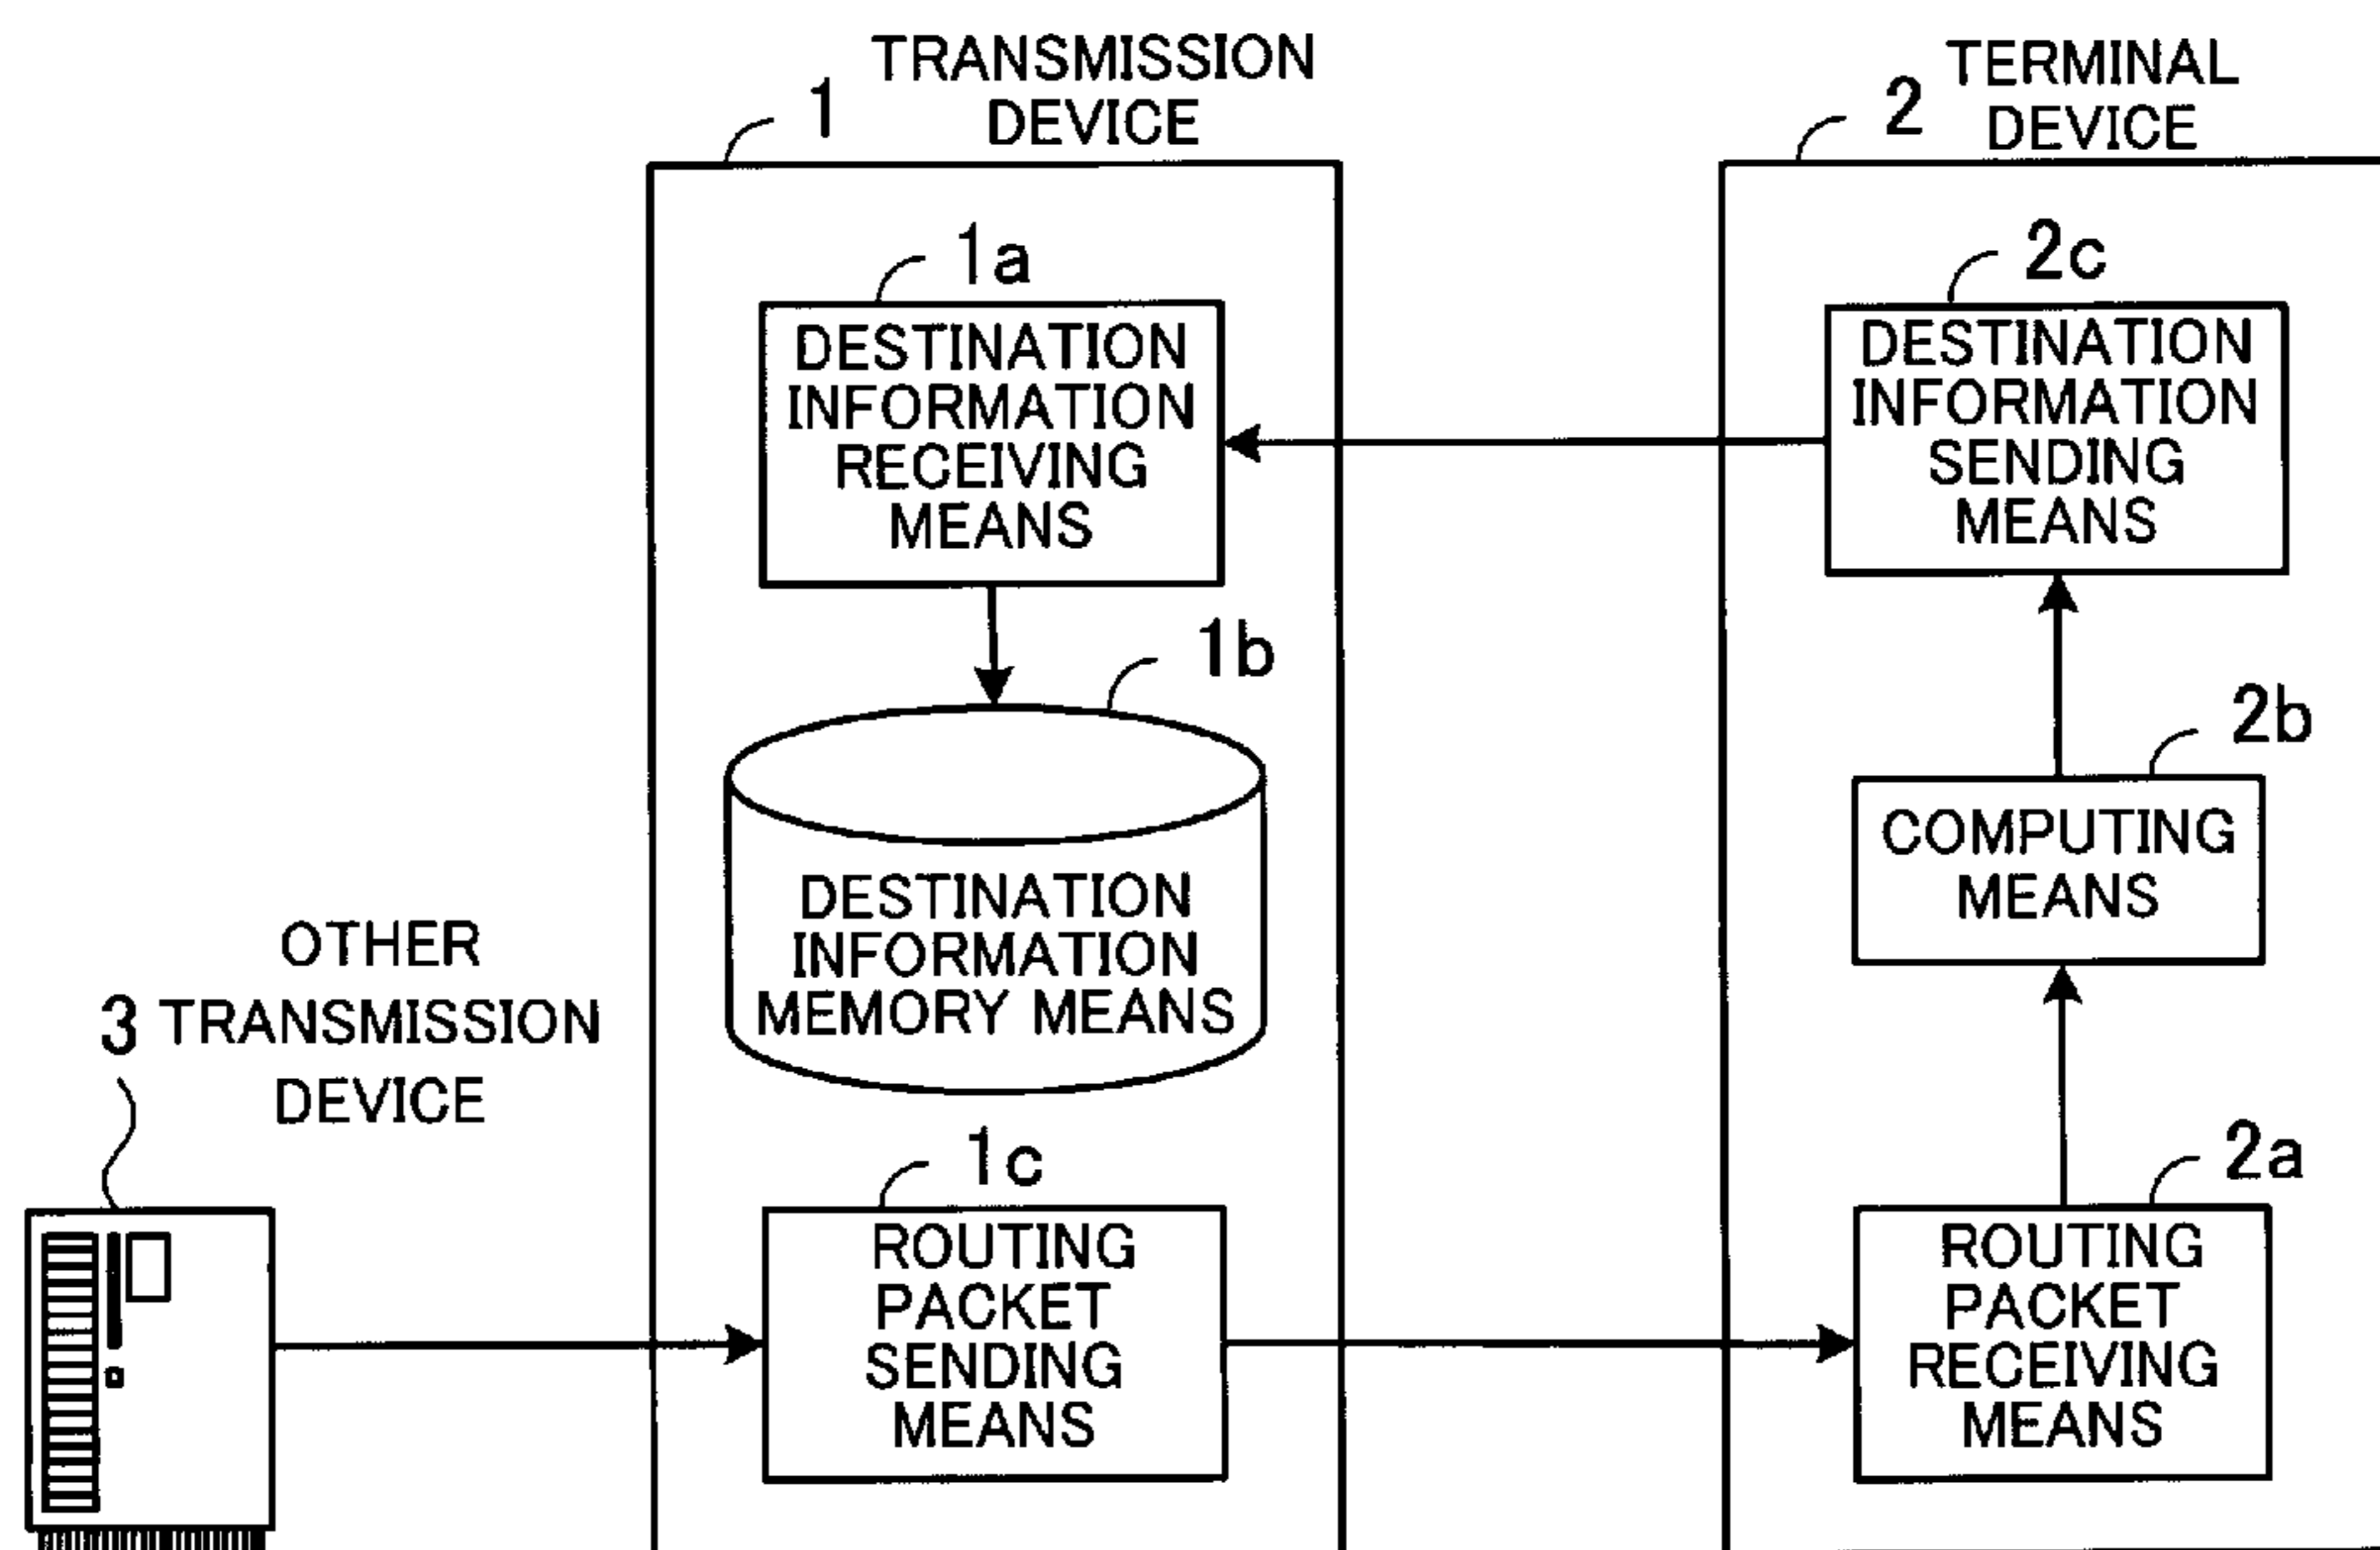 1 TRANSMISSION
DEVICE
2 TERMINAL
DEVICE
1a
DESTINATION
INFORMATION
RECEIVING
MEANS
2c
DESTINATION
INFORMATION
SENDING
MEANS
1b
DESTINATION
INFORMATION
MEMORY MEANS
2b
COMPUTING
MEANS
OTHER
3 TRANSMISSION
DEVICE
1c
ROUTING
PACKET
SENDING
MEANS
2a
ROUTING
PACKET
RECEIVING
MEANS